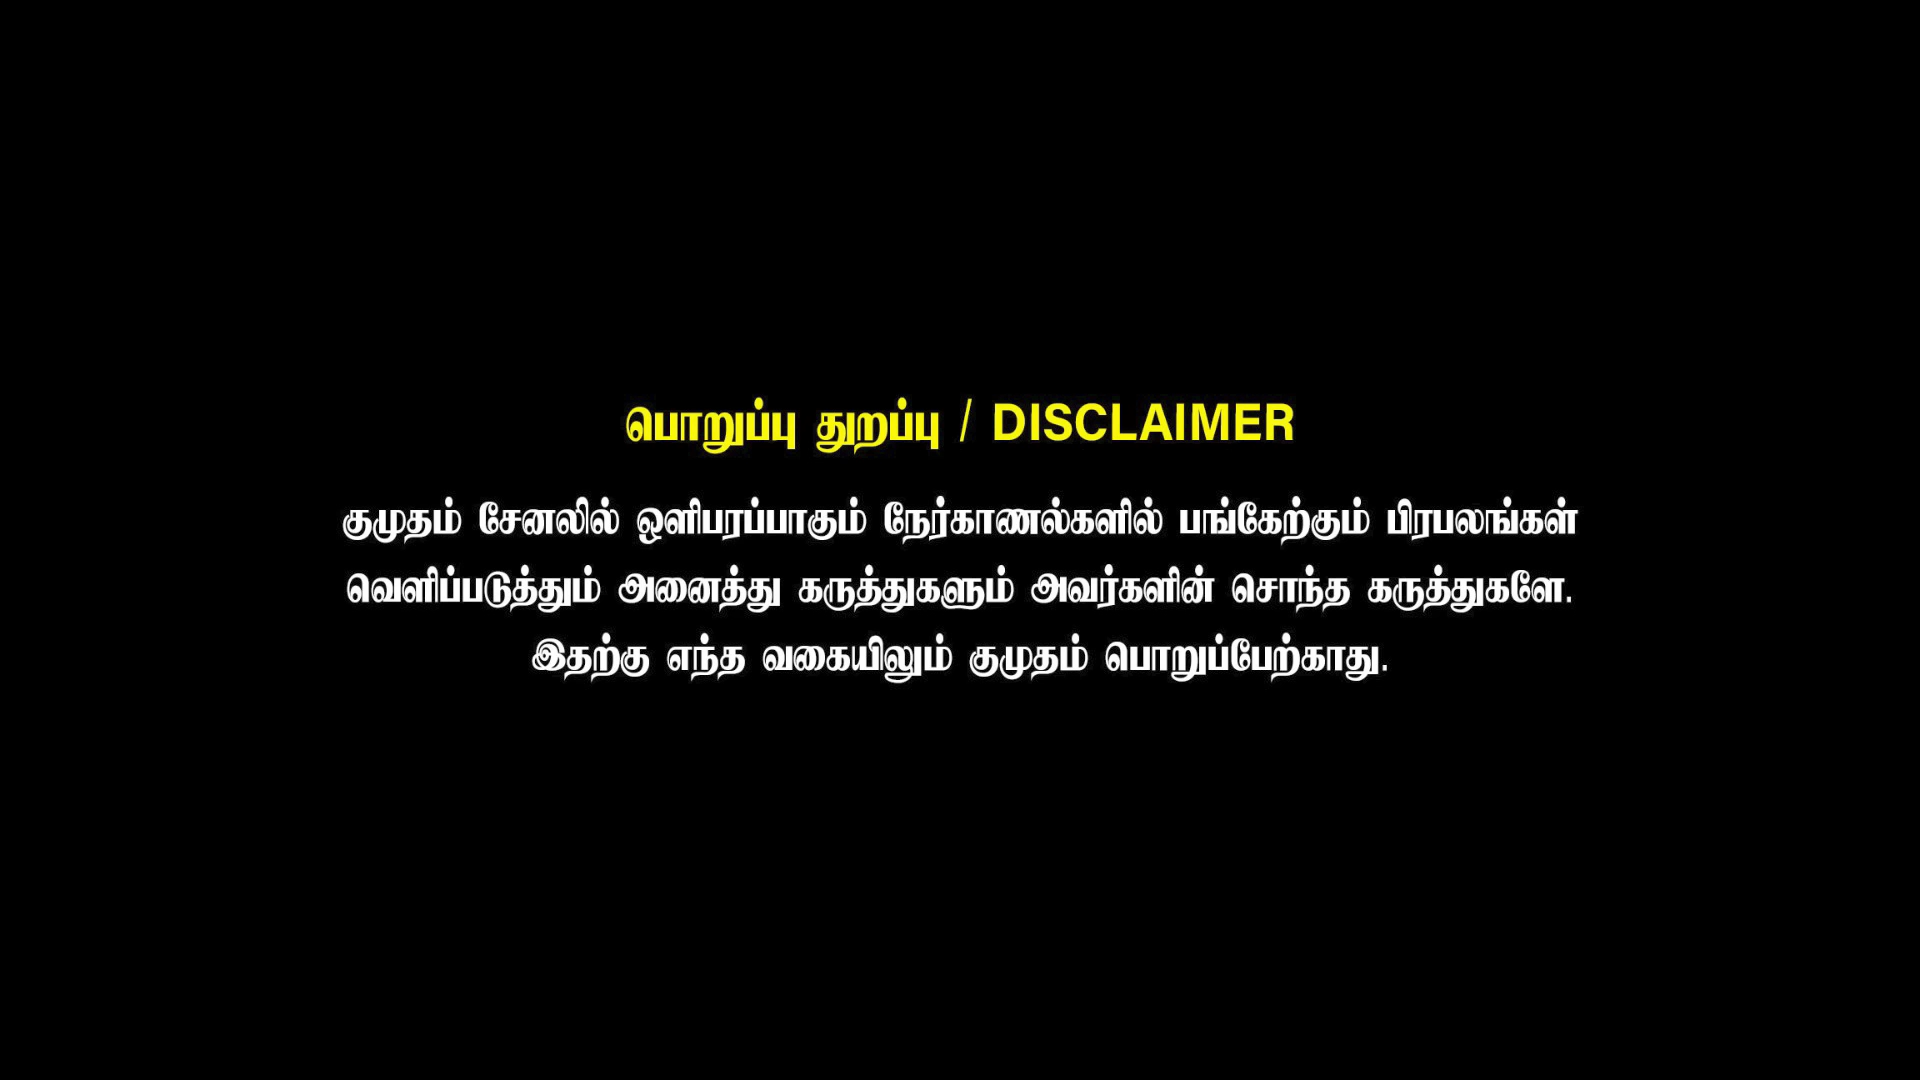 பொறுப்பு துறப்பு / DISCLAIMER
குமுதம் சேனலில் ஒளிபரப்பாகும் நேர்காணல்களில் பங்கேற்கும் பிரபலங்கள்
வெளிப்படுத்தும் அனைத்து கருத்துகளும் அவர்களின் சொந்த கருத்துகளே.
இதற்கு எந்த வகையிலும் குமுதம் பொறுப்பேற்காது.